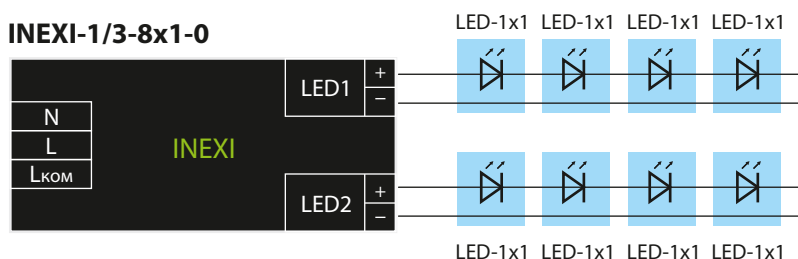 LED-1x1 LED-1x1 LED-1x1 LED-1x1
INEXI-1/3-8x1-0
LED1
+
−
N
L
Lком
INEXI
LED2
+
−
LED-1x1 LED-1x1 LED-1x1 LED-1x1